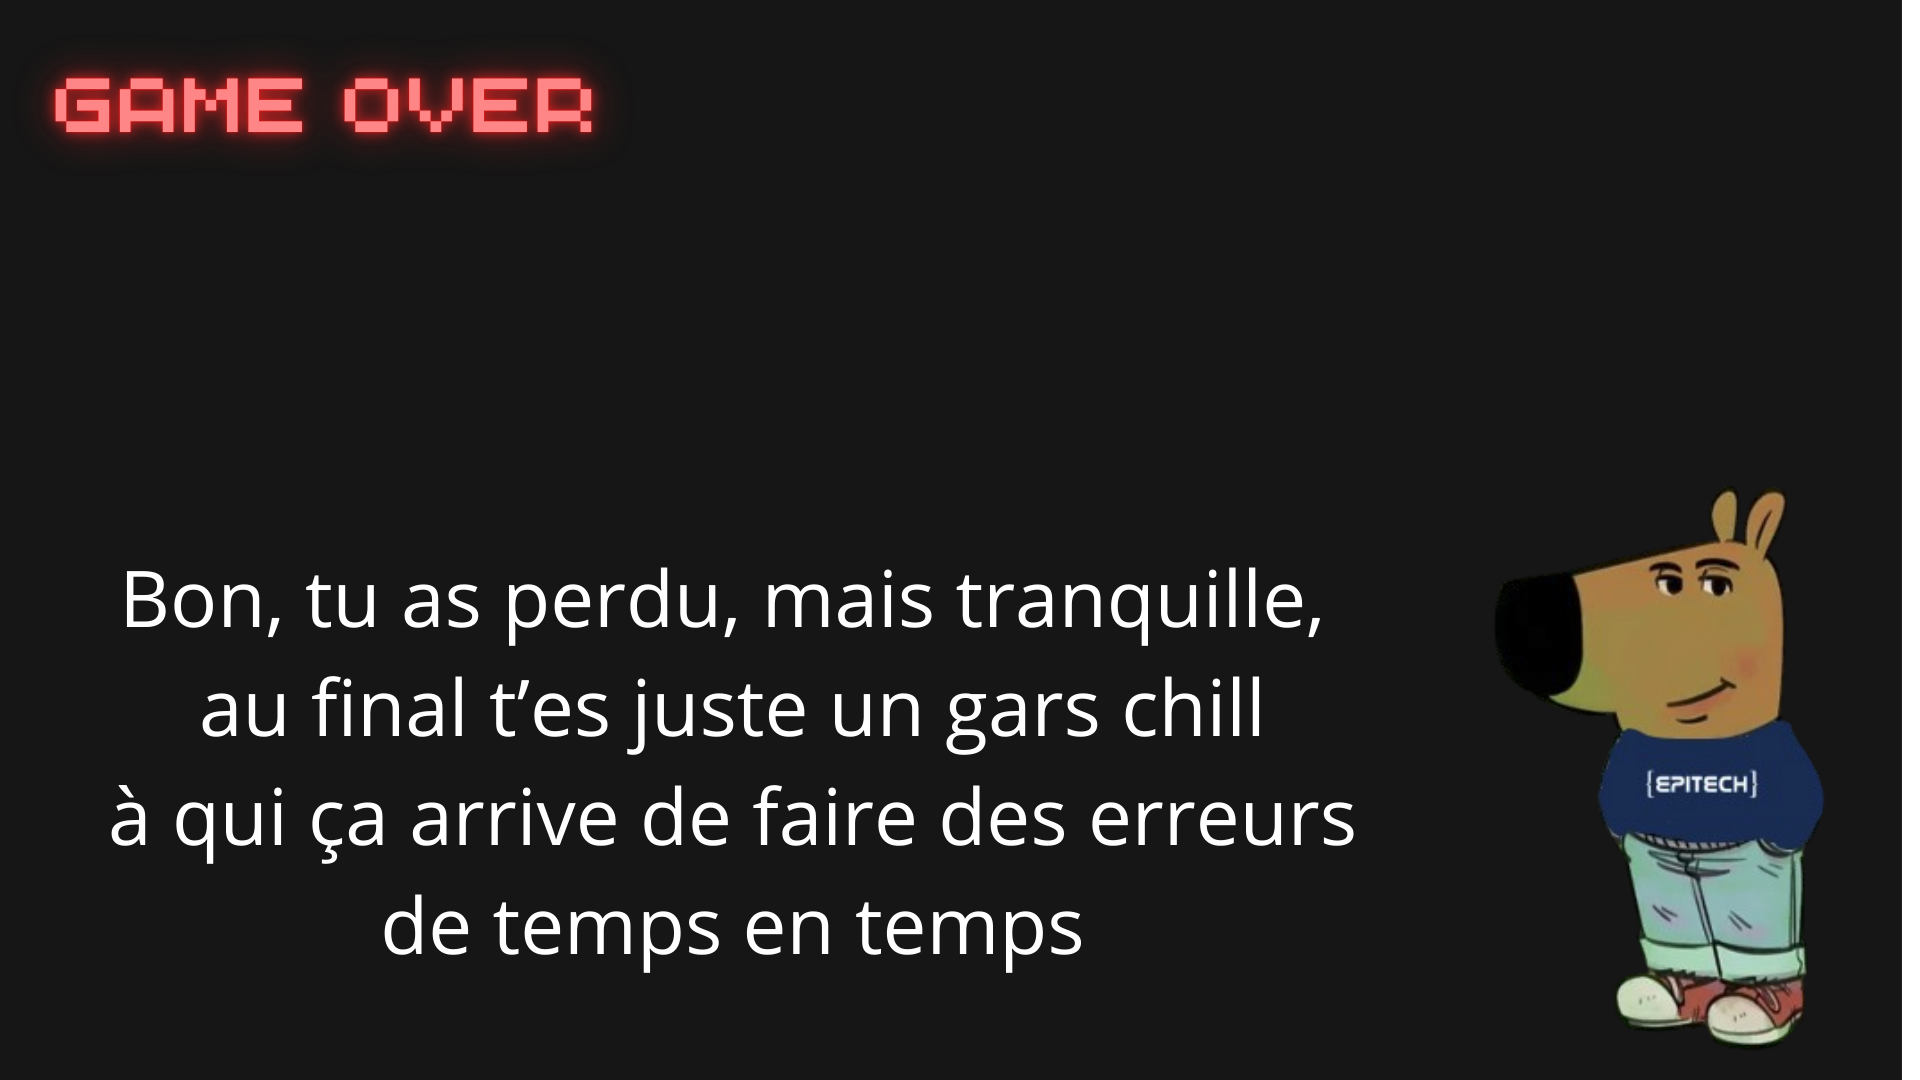 GAME OVER
Bon, tu as perdu, mais tranquille,
au final t’es juste un gars chill
à qui ça arrive de faire des erreurs
de temps en temps
{EPITECH}